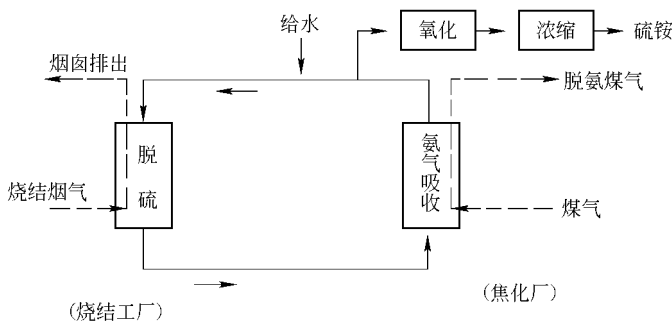 给水
氧化
浓缩
硫铵
烟囱排出
脱氨煤气
脱硫
氨气吸收
烧结烟气
煤气
(烧结工厂)
(焦化厂)